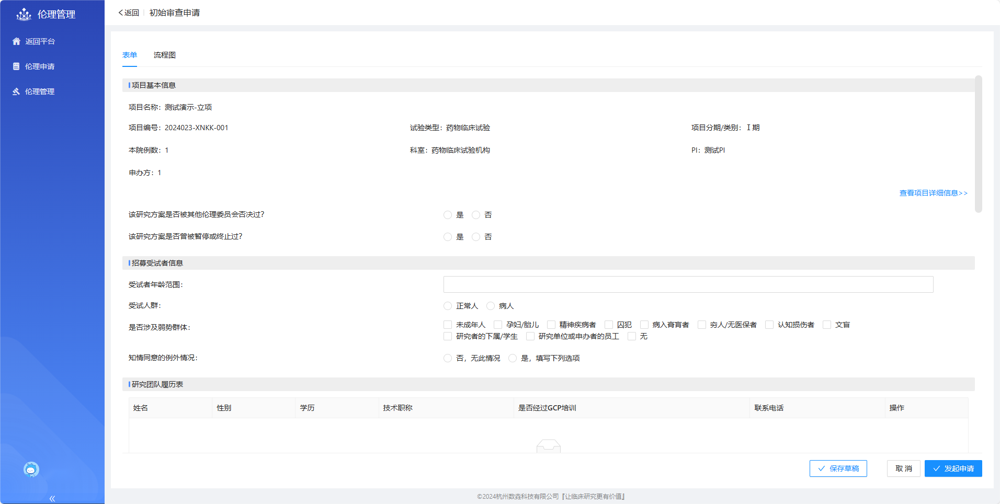 伦理管理
返回平台
伦理申请
伦理管理
返回 初始审查申请
表单 流程图
项目基本信息
项目名称：测试演示-立项
项目编号：2024023-XNKK-001 试验类型：药物临床试验 项目分期/类别：Ⅰ期
本院例数：1 科室：药物临床试验机构 PI：测试PI
申办方：1
查看项目详细信息>>
该研究方案是否被其他伦理委员会否决过？ 是 否
该研究方案是否曾被暂停或终止过？ 是 否
招募受试者信息
受试者年龄范围：
受试人群： 正常人 病人
是否涉及弱势群体： 未成年人 孕妇/胎儿 精神疾病者 囚犯 病入膏肓者 穷人/无医保者 认知损伤者 文盲
研究者的下属/学生 研究单位或申办者的员工 无
知情同意的例外情况： 否，无此情况 是，填写下列选项
研究团队履历表
姓名 性别 学历 技术职称 是否经过GCP培训 联系电话 操作
保存草稿 取 消 发起申请
©2024杭州数垚科技有限公司『让临床研究更有价值』